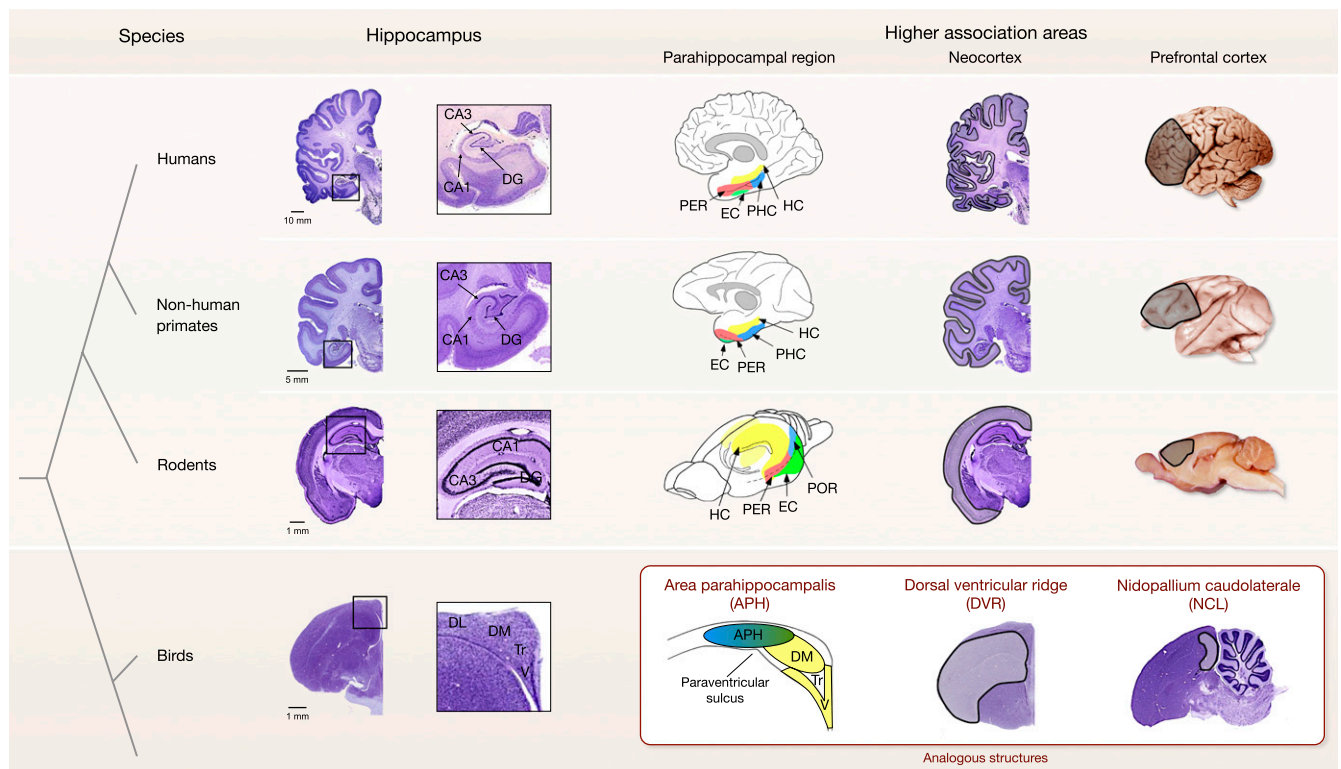 Species
Hippocampus
Higher association areas
Parahippocampal region
Neocortex
Prefrontal cortex
Humans
10 mm
CA3
CA1
DG
PER
EC
PHC
HC
Non-human
primates
5 mm
CA3
CA1
DG
HC
PHC
EC
PER
Rodents
1 mm
CA1
CA3
DG
POR
HC
PER
EC
Birds
1 mm
DL
DM
Tr
V
Area parahippocampalis
(APH)
APH
DM
Tr
V
Paraventricular
sulcus
Dorsal ventricular ridge
(DVR)
Nidopallium caudolaterale
(NCL)
Analogous structures